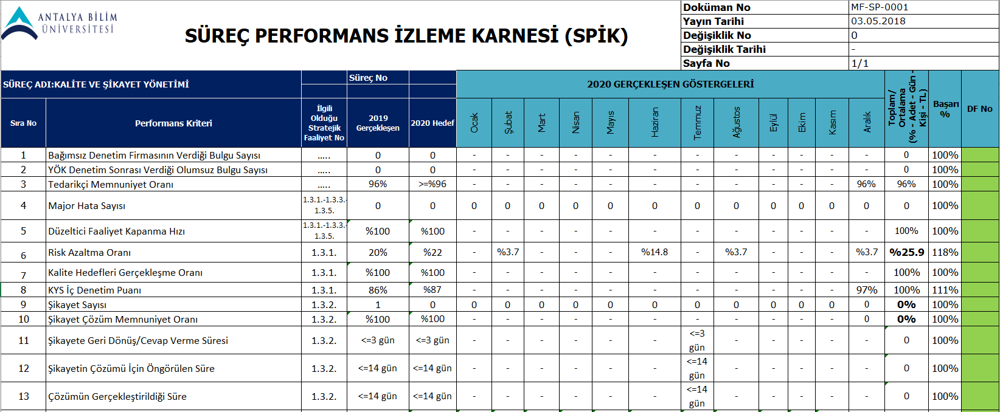 ANTALYA BİLİM
ÜNİVERSİTESİ
SÜREÇ PERFORMANS İZLEME KARNESİ (SPİK)
Doküman No MF-SP-0001
Yayın Tarihi 03.05.2018
Değişiklik No 0
Değişiklik Tarihi -
Sayfa No 1/1
SÜREÇ ADI:KALİTE VE ŞİKAYET YÖNETİMİ
Süreç No
2020 GERÇEKLEŞEN GÖSTERGELERİ
Toplam/
Ortalama
(% - Adet - Gün -
Kişi - TL)
Başarı
%
DF No
Sıra No
Performans Kriteri
İlgili
Olduğu
Stratejik
Faaliyet No
2019
Gerçekleşen
2020 Hedef
Ocak
Şubat
Mart
Nisan
Mayıs
Haziran
Temmuz
Ağustos
Eylül
Ekim
Kasım
Aralık
1 Bağımsız Denetim Firmasının Verdiği Bulgu Sayısı ..... 0 0 - - - - - - - - - - - - 0 100%
2 YÖK Denetim Sonrası Verdiği Olumsuz Bulgu Sayısı ..... 0 0 - - - - - - - - - - - - 0 100%
3 Tedarikçi Memnuniyet Oranı ..... 96% >=%96 - - - - - - - - - - - 96% 96% 100%
4 Major Hata Sayısı 1.3.1.-1.3.3.-
1.3.5. 0 0 0 0 0 0 0 0 0 0 0 0 0 0 0 100%
5 Düzeltici Faaliyet Kapanma Hızı 1.3.1.-1.3.3.-
1.3.5. %100 %100 - - - - - - - - - - - - 100% 100%
6 Risk Azaltma Oranı 1.3.1. 20% %22 - %3.7 - - - %14.8 - %3.7 - - - %3.7 %25.9 118%
7 Kalite Hedefleri Gerçekleşme Oranı 1.3.1. %100 %100 - - - - - - - - - - - - 100% 100%
8 KYS İç Denetim Puanı 1.3.1. 86% %87 - - - - - - - - - - - 97% 100% 111%
9 Şikayet Sayısı 1.3.2. 1 0 0 0 0 0 0 0 0 0 0 0 0 0 0% 100%
10 Şikayet Çözüm Memnuniyet Oranı 1.3.2. %100 %100 - - - - - - - - - - - 0 0% 100%
11 Şikayete Geri Dönüş/Cevap Verme Süresi 1.3.2. <=3 gün <=3 gün - - - - - - <=3
gün - - - - - 0 100%
12 Şikayetin Çözümü İçin Öngörülen Süre 1.3.2. <=14 gün <=14 gün - - - - - - <=14
gün - - - - - 0 100%
13 Çözümün Gerçekleştirildiği Süre 1.3.2. <=14 gün <=14 gün - - - - - - <=14
gün - - - - - 0 100%